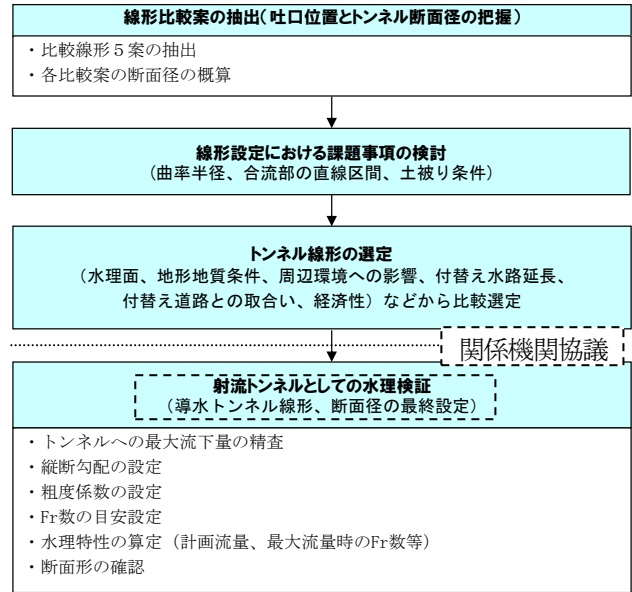 線形比較案の抽出(吐口位置とトンネル断面径の把握)
・比較線形５案の抽出
・各比較案の断面径の概算
線形設定における課題事項の検討
(曲率半径、合流部の直線区間、土被り条件)
トンネル線形の選定
(水理面、地形地質条件、周辺環境への影響、付替え水路延長、
付替え道路との取合い、経済性）などから比較選定
関係機関協議
射流トンネルとしての水理検証
（導水トンネル線形、断面径の最終設定）
・トンネルへの最大流下量の精査
・縦断勾配の設定
・粗度係数の設定
・Fr数の目安設定
・水理特性の算定（計画流量、最大流量時のFr数等）
・断面形の確認